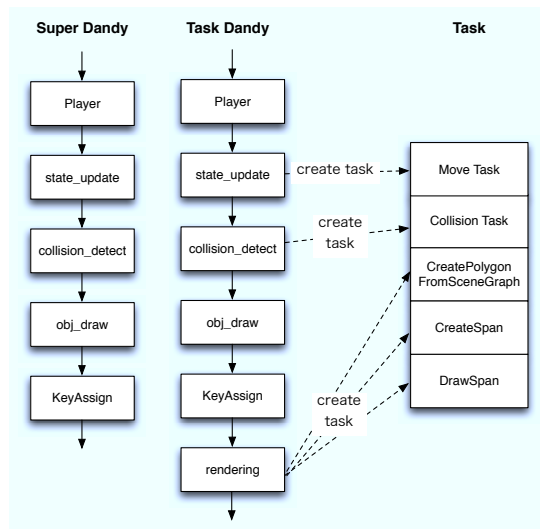 Super Dandy
Player
state_update
collision_detect
obj_draw
KeyAssign
Task Dandy
Player
state_update
collision_detect
obj_draw
KeyAssign
rendering
create task
create
task
create
task
Task
Move Task
Collision Task
CreatePolygon
FromSceneGraph
CreateSpan
DrawSpan